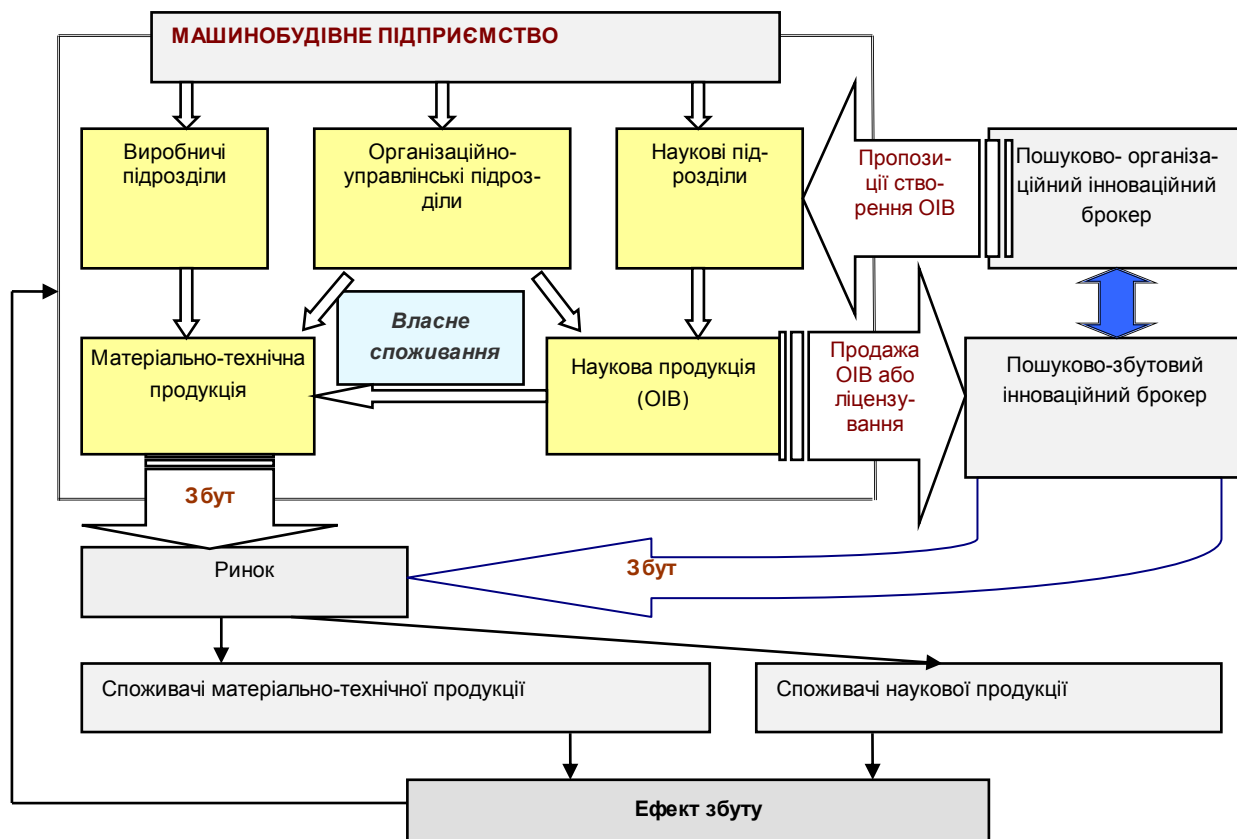 МАШИНОБУДІВНЕ ПІДПРИЄМСТВО
Виробничі
підрозділи
Організаційно-
управлінські підроз-
діли
Наукові під-
розділи
Пропози-
ції ство-
рення ОІВ
Пошуково- організа-
ційний інноваційний
брокер
Власне
споживання
Матеріально-технічна
продукція
Наукова продукція
(ОІВ)
Продажа
ОІВ або
ліцензу-
вання
Пошуково-збутовий
інноваційний брокер
Збут
Ринок
Збут
Споживачі матеріально-технічної продукції
Споживачі наукової продукції
Ефект збуту